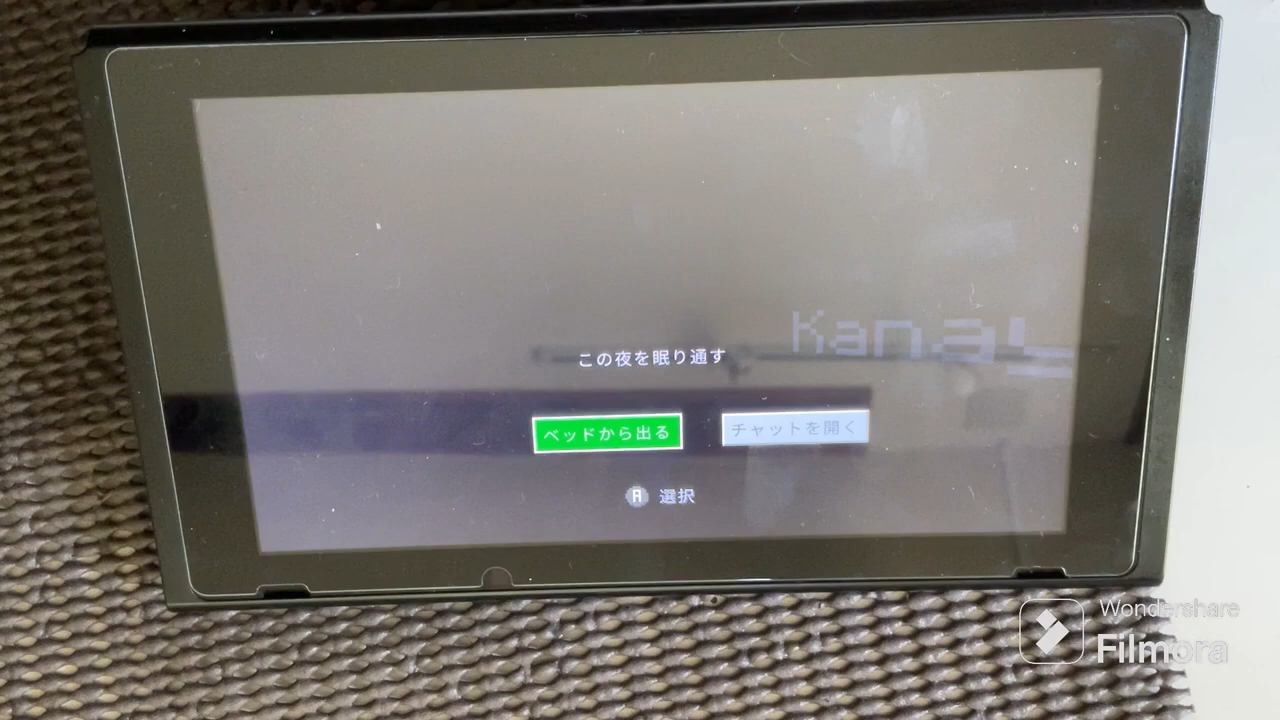 この夜を眠り通す
ベッドから出る
チャットを開く
A 選択
Wondershare
Filmora